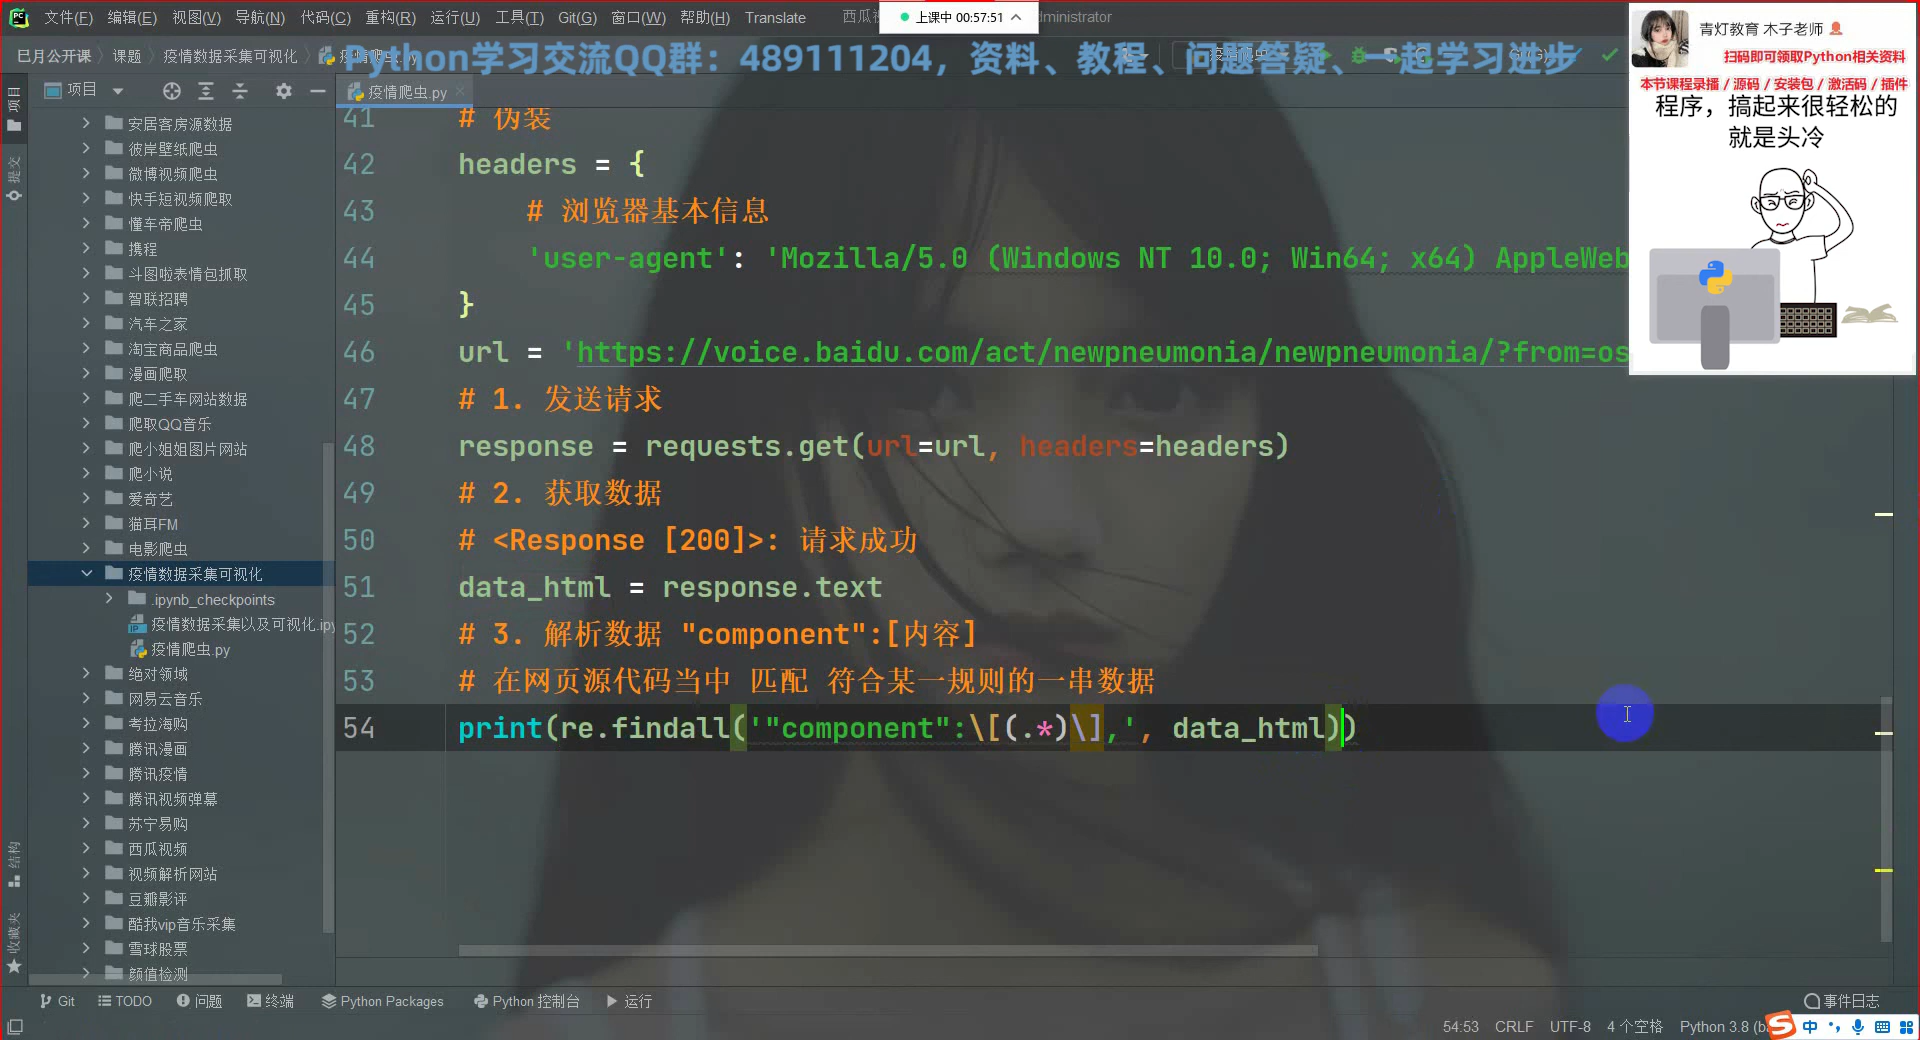 文件(F) 编辑(E) 视图(V) 导航(N) 代码(C) 重构(R) 运行(U) 工具(T) Git(G) 窗口(W) 帮助(H) Translate
上课中 00:57:51
dministrator
巳月公开课 课题 疫情数据采集可视化
Python学习交流QQ群：489111204，资料、教程、问题答疑、一起学习进步
青灯教育 木子老师
扫码即可领取Python相关资料
本节课程录播 / 源码 / 安装包 / 激活码 / 插件
程序，搞起来很轻松的
就是头冷
项目
疫情爬虫.py
项目
提交
结构
收藏夹
安居客房源数据
彼岸壁纸爬虫
微博视频爬虫
快手短视频爬取
懂车帝爬虫
携程
斗图啦表情包抓取
智联招聘
汽车之家
淘宝商品爬虫
漫画爬取
爬二手车网站数据
爬取QQ音乐
爬小姐姐图片网站
爬小说
爱奇艺
猫耳FM
电影爬虫
疫情数据采集可视化
.ipynb_checkpoints
疫情数据采集以及可视化.ipy
疫情爬虫.py
绝对领域
网易云音乐
考拉海购
腾讯漫画
腾讯疫情
腾讯视频弹幕
苏宁易购
西瓜视频
视频解析网站
豆瓣影评
酷我vip音乐采集
雪球股票
颜值检测
41 # 伪装
42 headers = {
43 # 浏览器基本信息
44 'user-agent': 'Mozilla/5.0 (Windows NT 10.0; Win64; x64) AppleWeb
45 }
46 url = 'https://voice.baidu.com/act/newpneumonia/newpneumonia/?from=os
47 # 1. 发送请求
48 response = requests.get(url=url, headers=headers)
49 # 2. 获取数据
50 # <Response [200]>: 请求成功
51 data_html = response.text
52 # 3. 解析数据 "component":[内容]
53 # 在网页源代码当中 匹配 符合某一规则的一串数据
54 print(re.findall('"component":\[(.*)\],', data_html))
Git TODO 问题 终端 Python Packages Python 控制台 运行 事件日志
54:53 CRLF UTF-8 4 个空格 Python 3.8 (ba
中